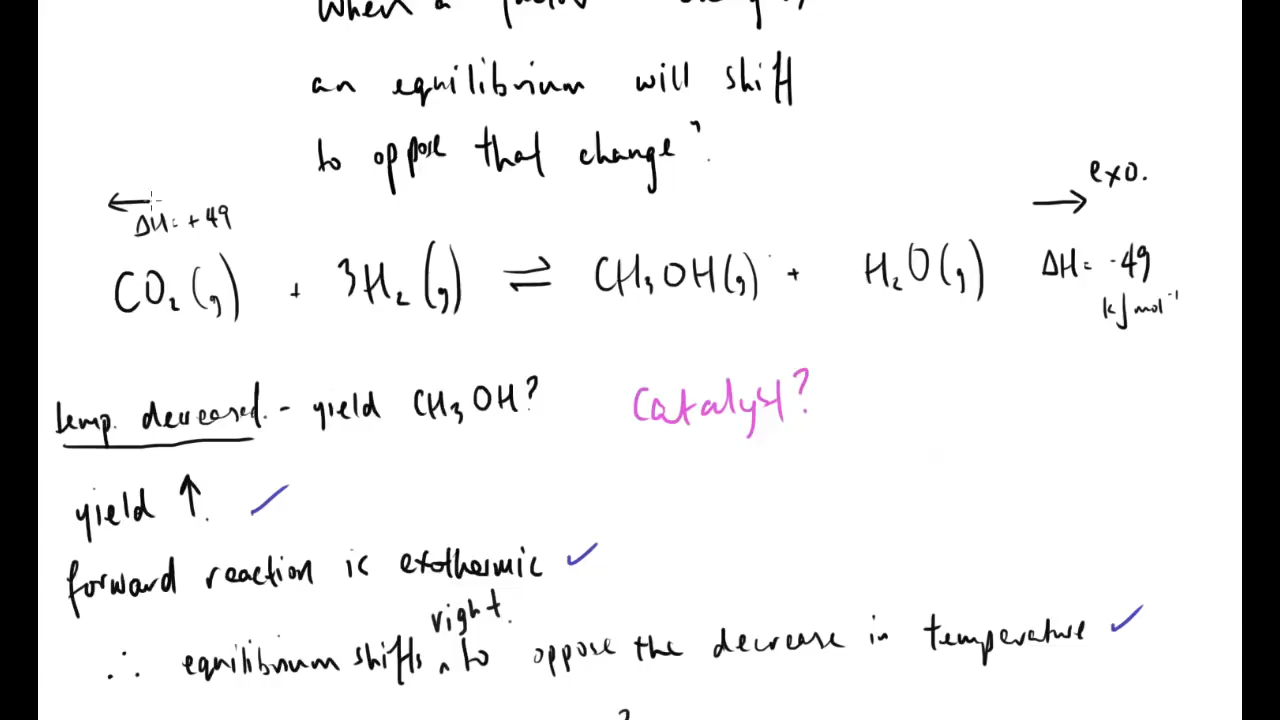 When a
an equilibrium will shift
to oppose that change".
exo.
ΔH= +49
CO₂(g) + 3H₂(g) ⇌ CH₃OH(g) + H₂O(g) ΔH= -49
kJ mol⁻¹
temp. decreased. - yield CH₃OH? Catalyst?
yield ↑.
forward reaction is exothermic
right.
∴ equilibrium shifts ^ to oppose the decrease in temperature